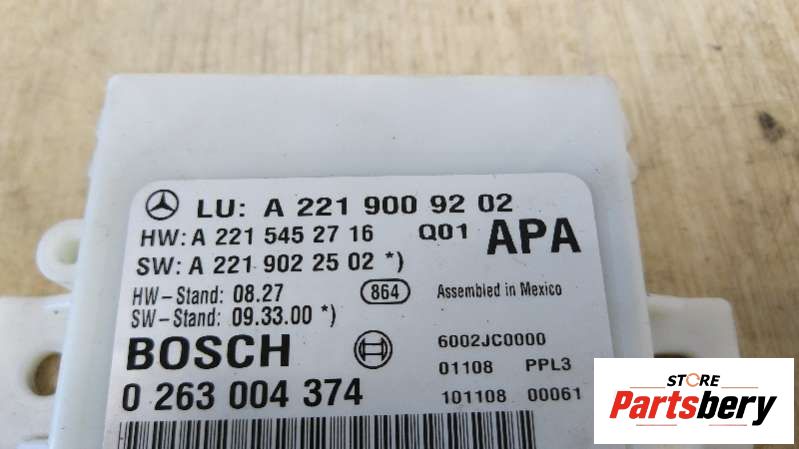 LU: A 221 900 92 02
HW: A 221 545 27 16 Q01 APA
SW: A 221 902 25 02 *)
HW-Stand: 08.27 864 Assembled in Mexico
SW-Stand: 09.33.00 *)
BOSCH 6002JC0000
01108 PPL3
0 263 004 374 101108 00061
STORE
Partsbery